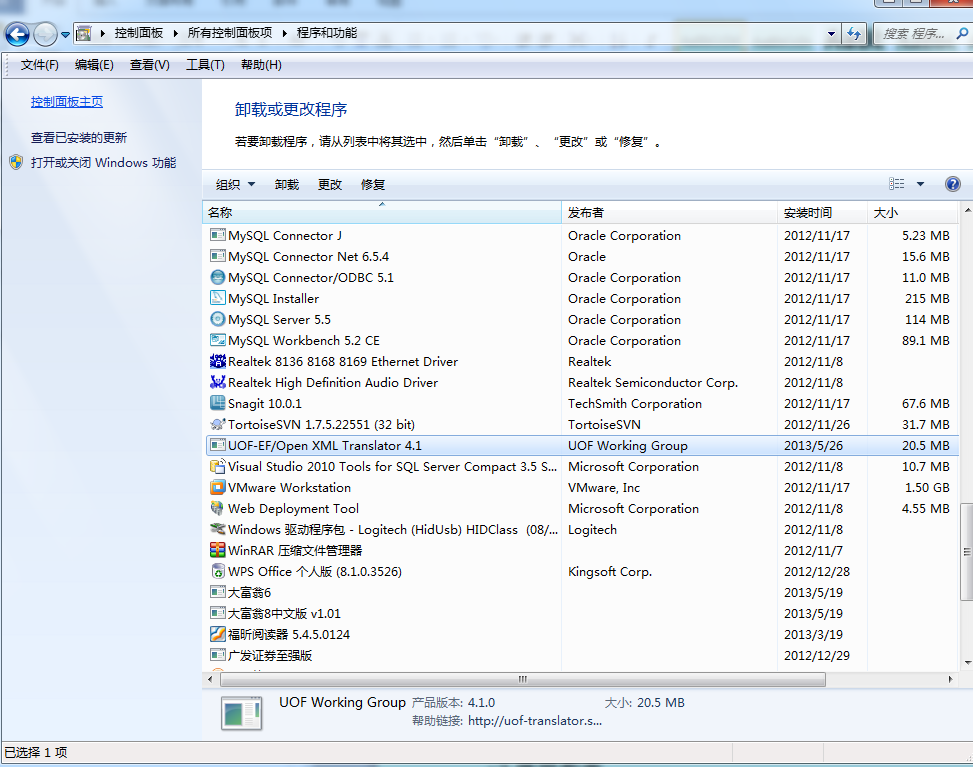 控制面板 所有控制面板项 程序和功能 搜索 程序...
文件(F) 编辑(E) 查看(V) 工具(T) 帮助(H)
控制面板主页
查看已安装的更新
打开或关闭 Windows 功能
卸载或更改程序
若要卸载程序，请从列表中将其选中，然后单击“卸载”、“更改”或“修复”。
组织 卸载 更改 修复
名称 发布者 安装时间 大小
MySQL Connector J Oracle Corporation 2012/11/17 5.23 MB
MySQL Connector Net 6.5.4 Oracle 2012/11/17 15.6 MB
MySQL Connector/ODBC 5.1 Oracle Corporation 2012/11/17 11.0 MB
MySQL Installer Oracle Corporation 2012/11/17 215 MB
MySQL Server 5.5 Oracle Corporation 2012/11/17 114 MB
MySQL Workbench 5.2 CE Oracle Corporation 2012/11/17 89.1 MB
Realtek 8136 8168 8169 Ethernet Driver Realtek 2012/11/8
Realtek High Definition Audio Driver Realtek Semiconductor Corp. 2012/11/8
Snagit 10.0.1 TechSmith Corporation 2012/11/17 67.6 MB
TortoiseSVN 1.7.5.22551 (32 bit) TortoiseSVN 2012/11/26 31.7 MB
UOF-EF/Open XML Translator 4.1 UOF Working Group 2013/5/26 20.5 MB
Visual Studio 2010 Tools for SQL Server Compact 3.5 S... Microsoft Corporation 2012/11/8 10.7 MB
VMware Workstation VMware, Inc 2012/11/17 1.50 GB
Web Deployment Tool Microsoft Corporation 2012/11/8 4.55 MB
Windows 驱动程序包 - Logitech (HidUsb) HIDClass (08/... Logitech 2012/11/8
WinRAR 压缩文件管理器 2012/11/7
WPS Office 个人版 (8.1.0.3526) Kingsoft Corp. 2012/12/28
大富翁6 2013/5/19
大富翁8中文版 v1.01 2013/5/19
福昕阅读器 5.4.5.0124 2013/3/19
广发证券至强版 2012/12/29
UOF Working Group 产品版本: 4.1.0 大小: 20.5 MB
帮助链接: http://uof-translator.s...
已选择 1 项